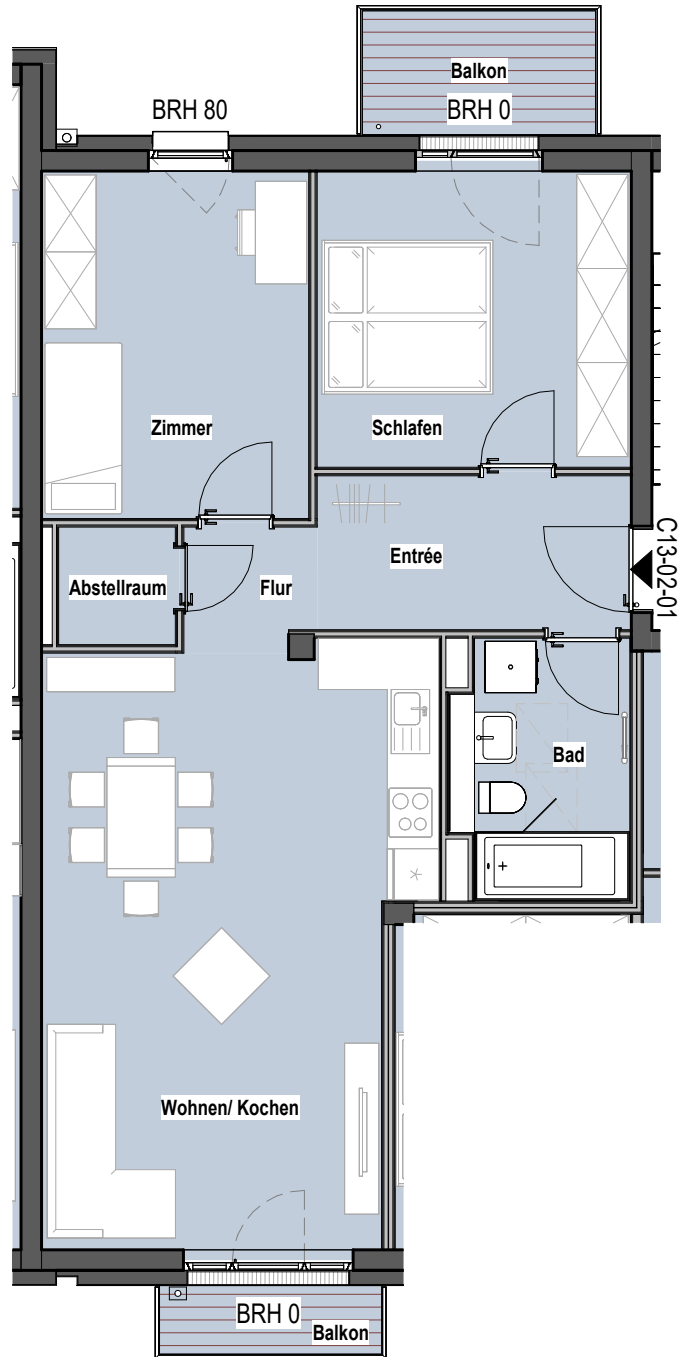 Balkon
BRH 80
BRH 0
Zimmer
Schlafen
C13-02-01
Entrée
Abstellraum
Flur
Bad
Wohnen/ Kochen
BRH 0
Balkon